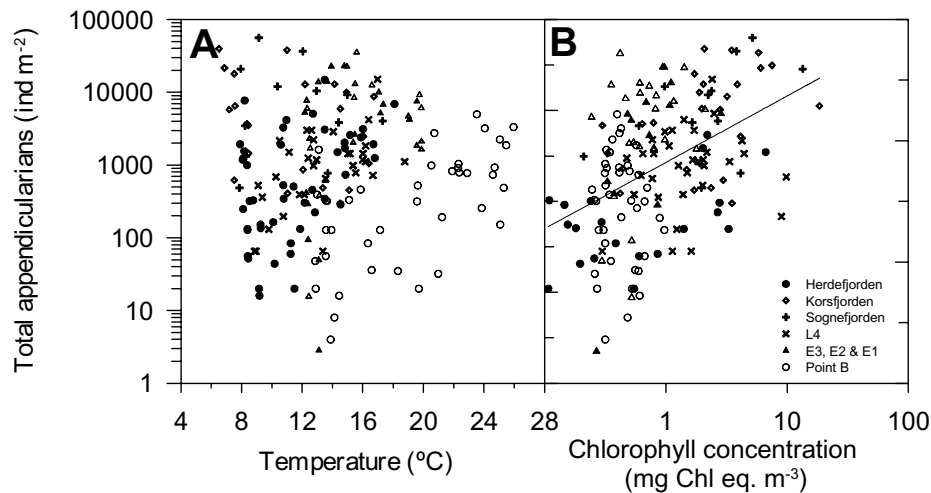 A
B
Total appendicularians (ind m-2)
100000
10000
1000
100
10
1
4
8
12
16
20
24
28
1
10
100
Temperature (ºC)
Chlorophyll concentration
(mg Chl eq. m-3)
Herdefjorden
Korsfjorden
Sognefjorden
L4
E3, E2 & E1
Point B